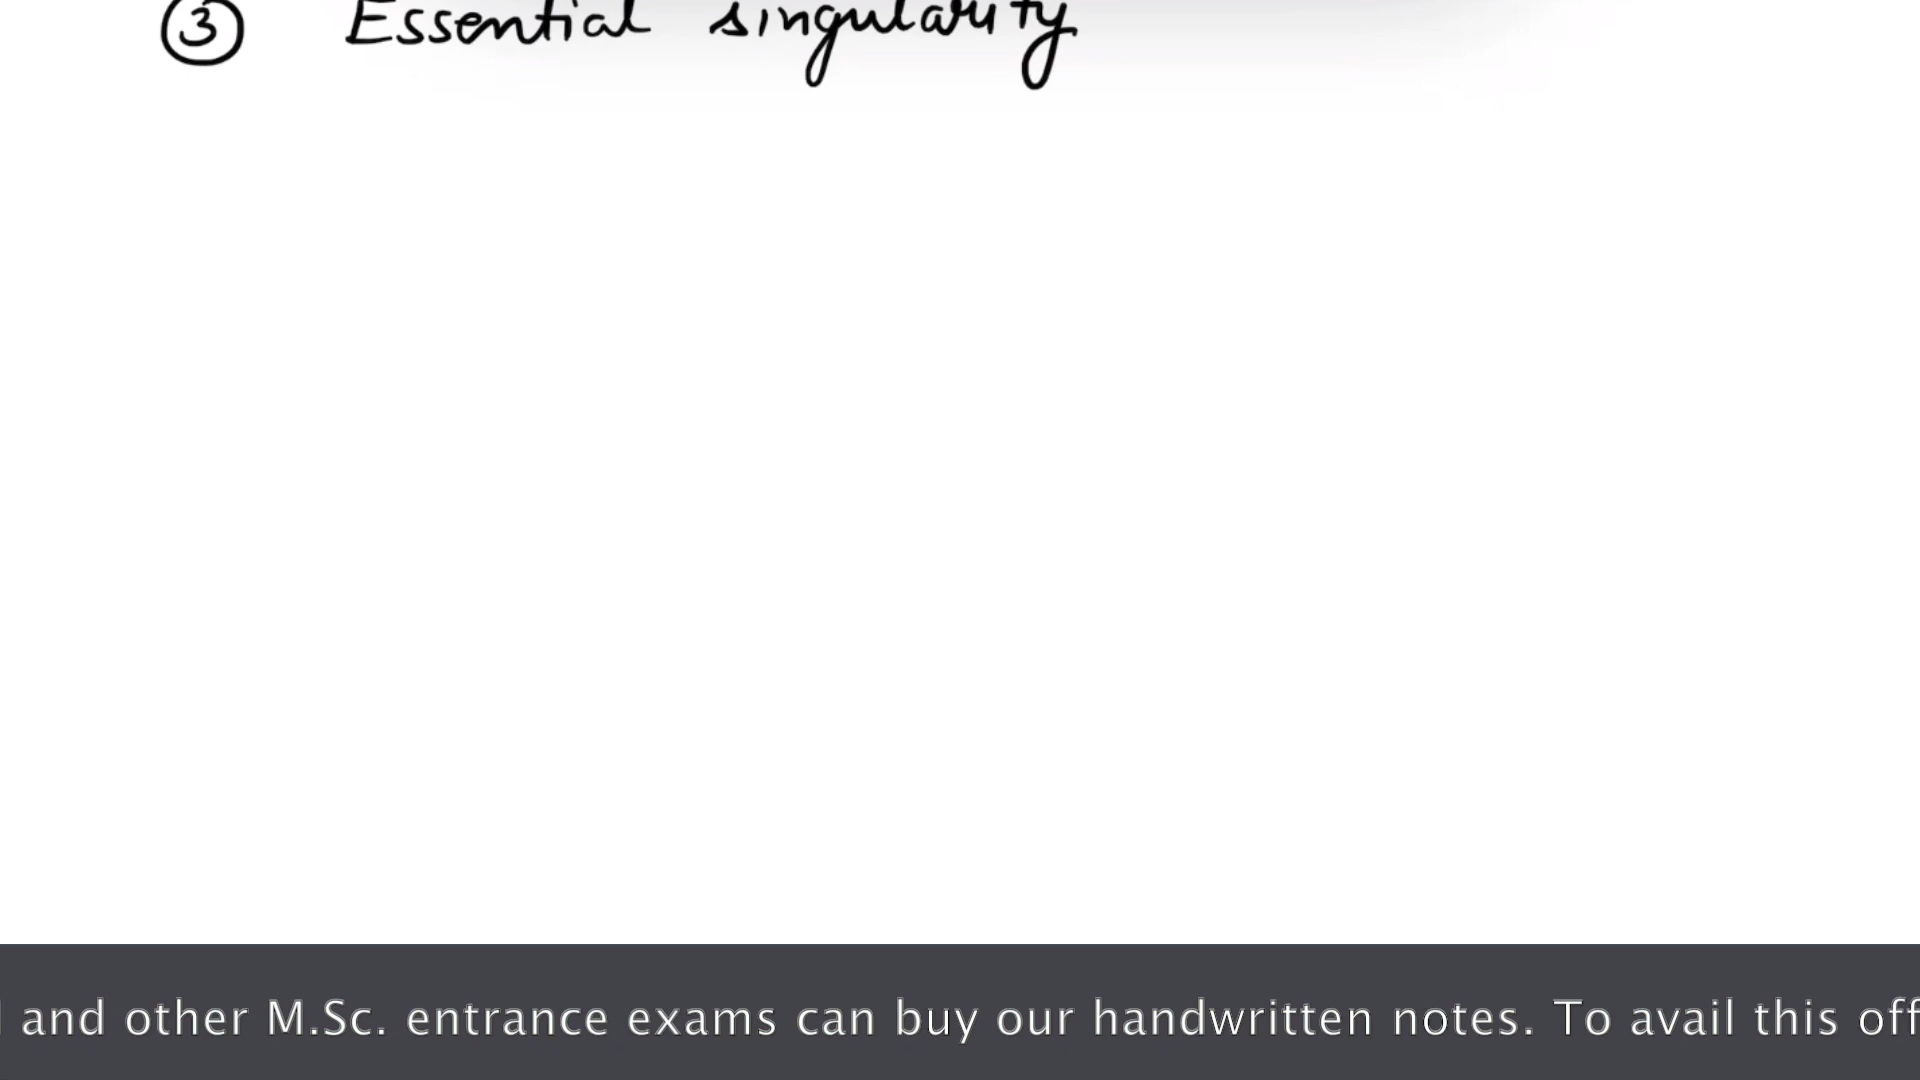 ③ Essential singularity
and other M.Sc. entrance exams can buy our handwritten notes. To avail this off